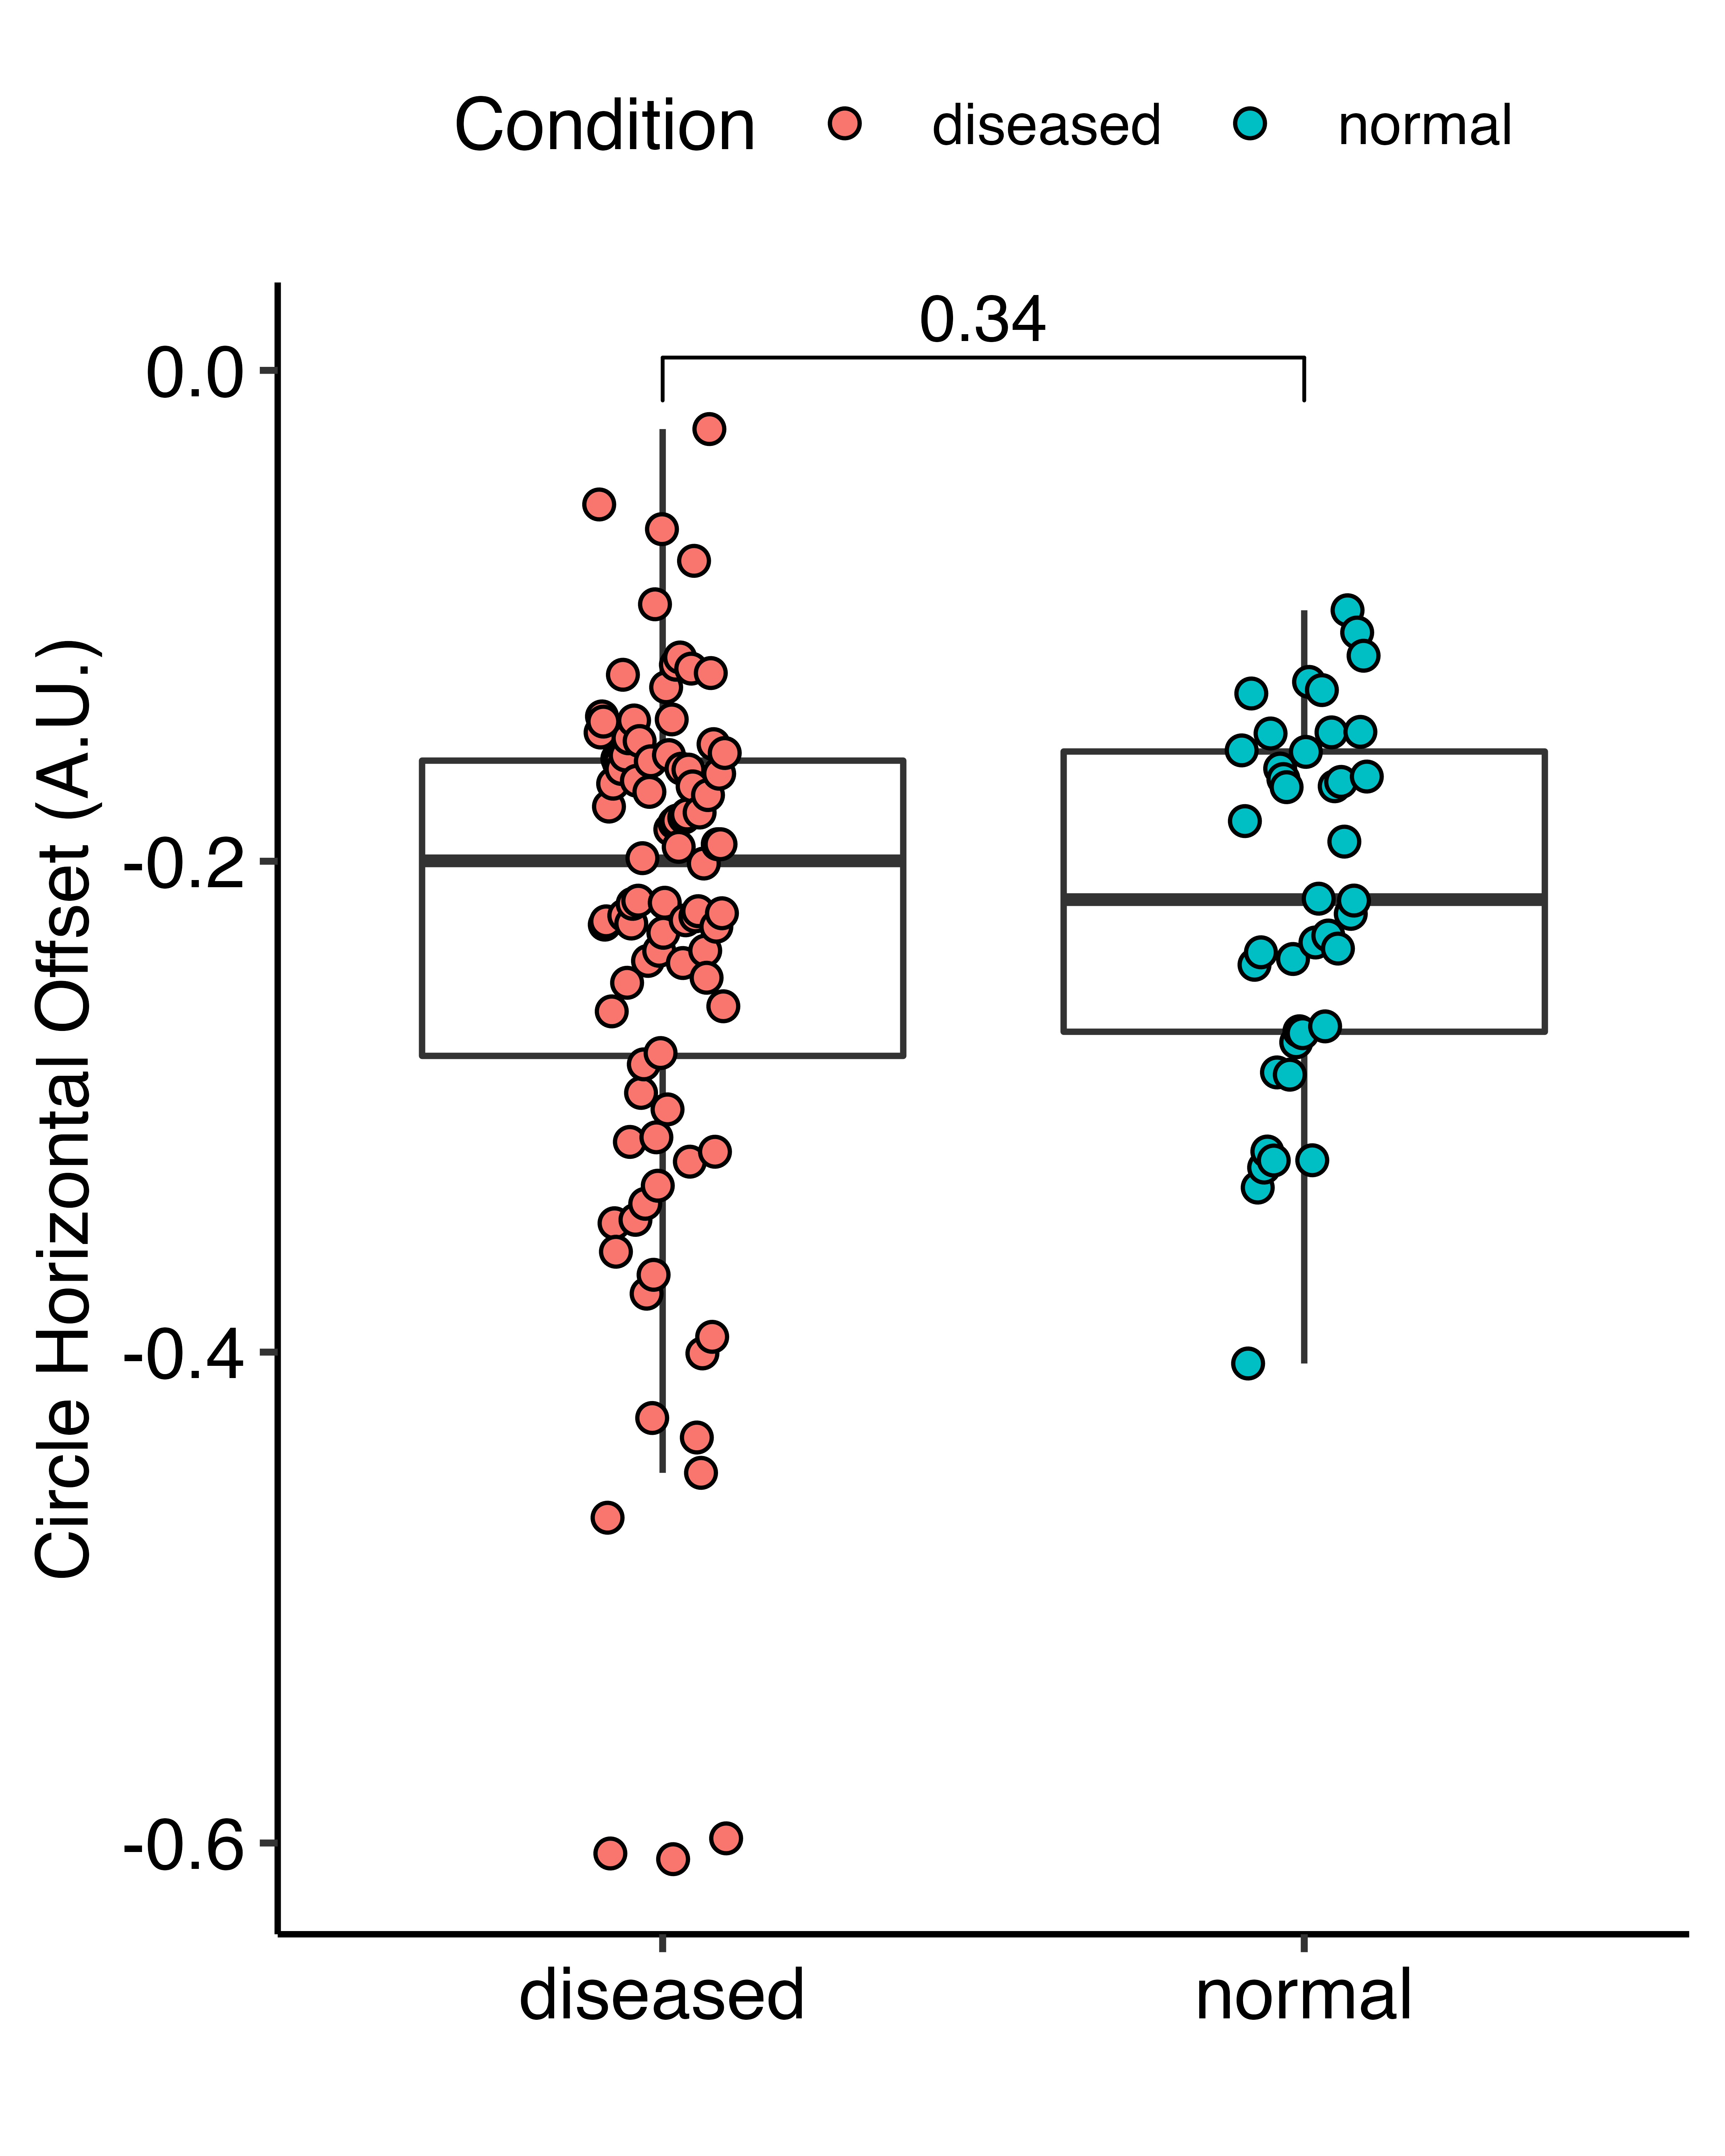 Condition diseased normal
0.34
0.0
-0.2
-0.4
-0.6
Circle Horizontal Offset (A.U.)
diseased normal